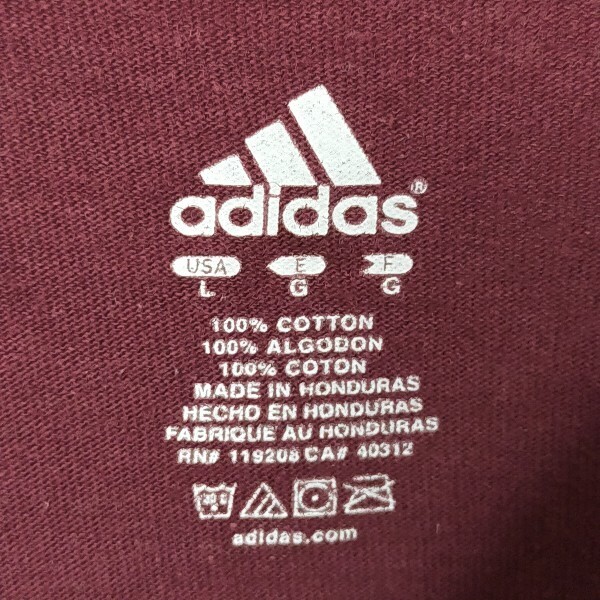 adidas®
USA E F
L G G
100% COTTON
100% ALGODON
100% COTON
MADE IN HONDURAS
HECHO EN HONDURAS
FABRIQUE AU HONDURAS
RN# 119208 CA# 40312
adidas.com